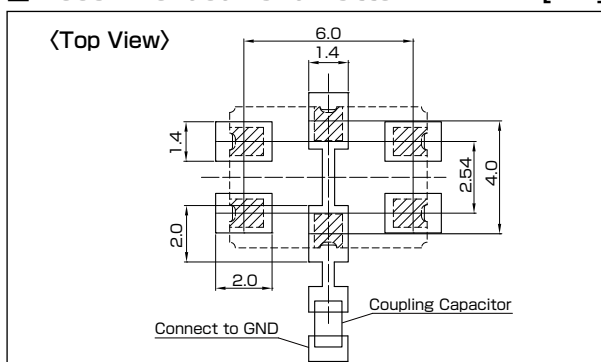 〈Top View〉
6.0
1.4
1.4
2.54
4.0
2.0
2.0
Coupling Capacitor
Connect to GND